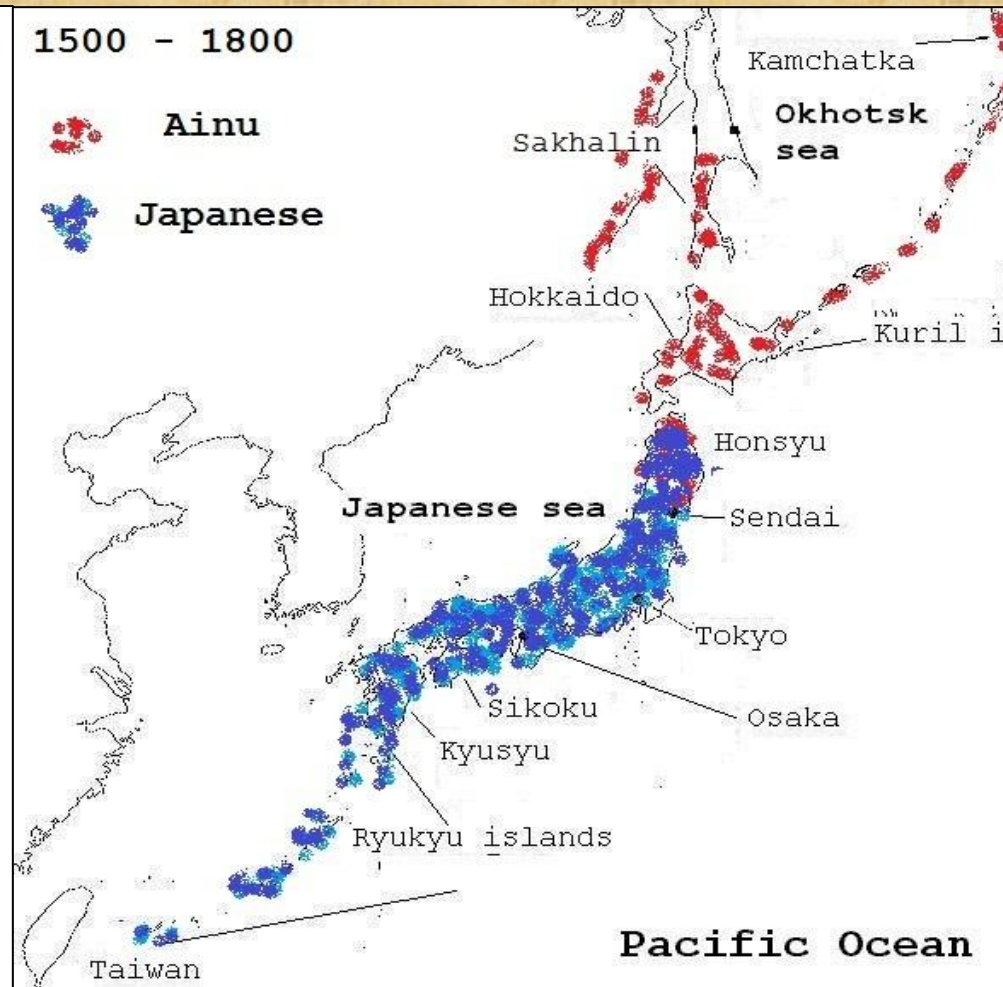 1500 - 1800
Ainu
Japanese
Kamchatka
Okhotsk
sea
Sakhalin
Hokkaido
Kuril i
Honsyu
Japanese sea
Sendai
Tokyo
Sikoku
Osaka
Kyusyu
Ryukyu islands
Pacific Ocean
Taiwan